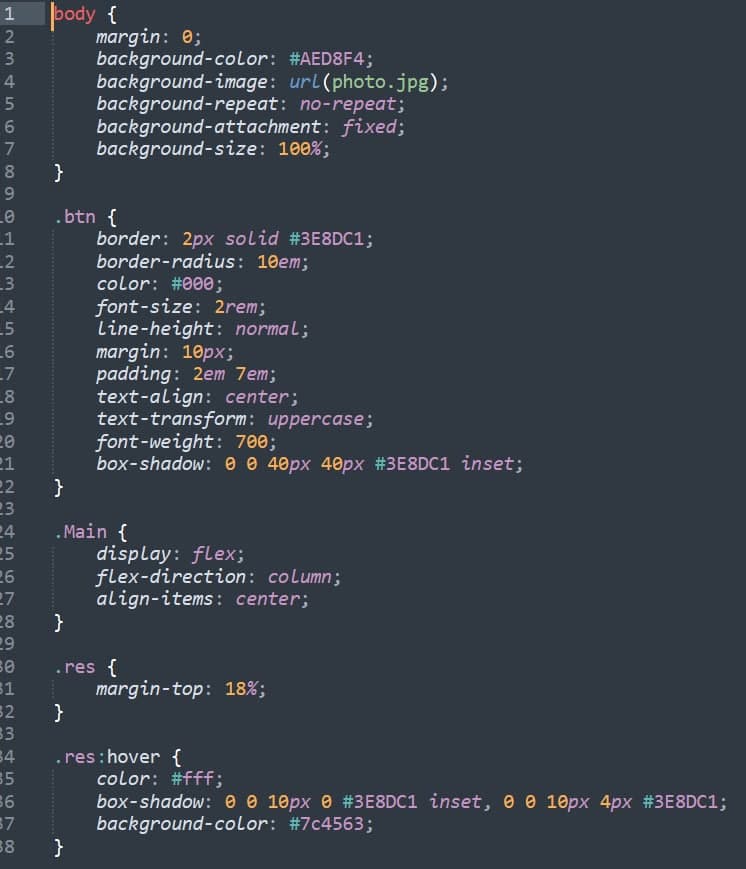 1 body {
2 margin: 0;
3 background-color: #AED8F4;
4 background-image: url(photo.jpg);
5 background-repeat: no-repeat;
6 background-attachment: fixed;
7 background-size: 100%;
8 }
9
10 .btn {
11 border: 2px solid #3E8DC1;
12 border-radius: 10em;
13 color: #000;
14 font-size: 2rem;
15 line-height: normal;
16 margin: 10px;
17 padding: 2em 7em;
18 text-align: center;
19 text-transform: uppercase;
20 font-weight: 700;
21 box-shadow: 0 0 40px 40px #3E8DC1 inset;
22 }
23
24 .Main {
25 display: flex;
26 flex-direction: column;
27 align-items: center;
28 }
29
30 .res {
31 margin-top: 18%;
32 }
33
34 .res:hover {
35 color: #fff;
36 box-shadow: 0 0 10px 0 #3E8DC1 inset, 0 0 10px 4px #3E8DC1;
37 background-color: #7c4563;
38 }